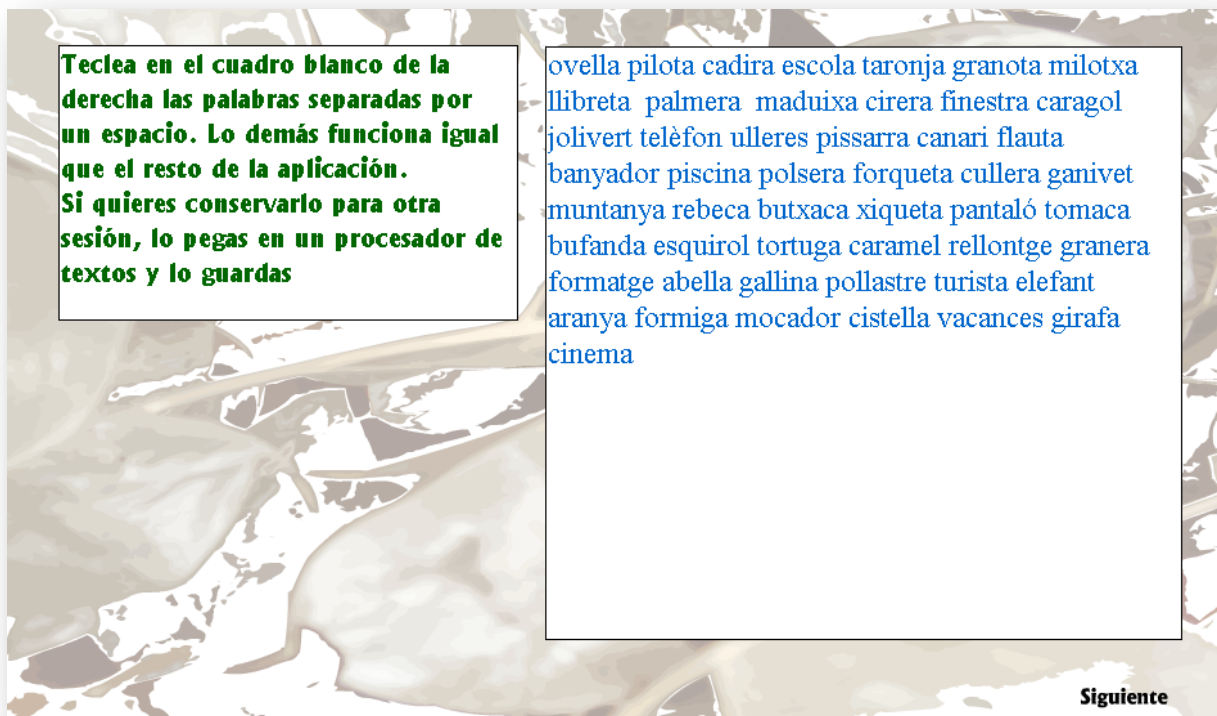 Teclea en el cuadro blanco de la
derecha las palabras separadas por
un espacio. Lo demás funciona igual
que el resto de la aplicación.
Si quieres conservarlo para otra
sesión, lo pegas en un procesador de
textos y lo guardas
ovella pilota cadira escola taronja granota milotxa
llibreta  palmera  maduixa cirera finestra caragol
jolivert telèfon ulleres pissarra canari flauta
banyador piscina polsera forqueta cullera ganivet
muntanya rebeca butxaca xiqueta pantaló tomaca
bufanda esquirol tortuga caramel rellontge granera
formatge abella gallina pollastre turista elefant
aranya formiga mocador cistella vacances girafa
cinema
Siguiente